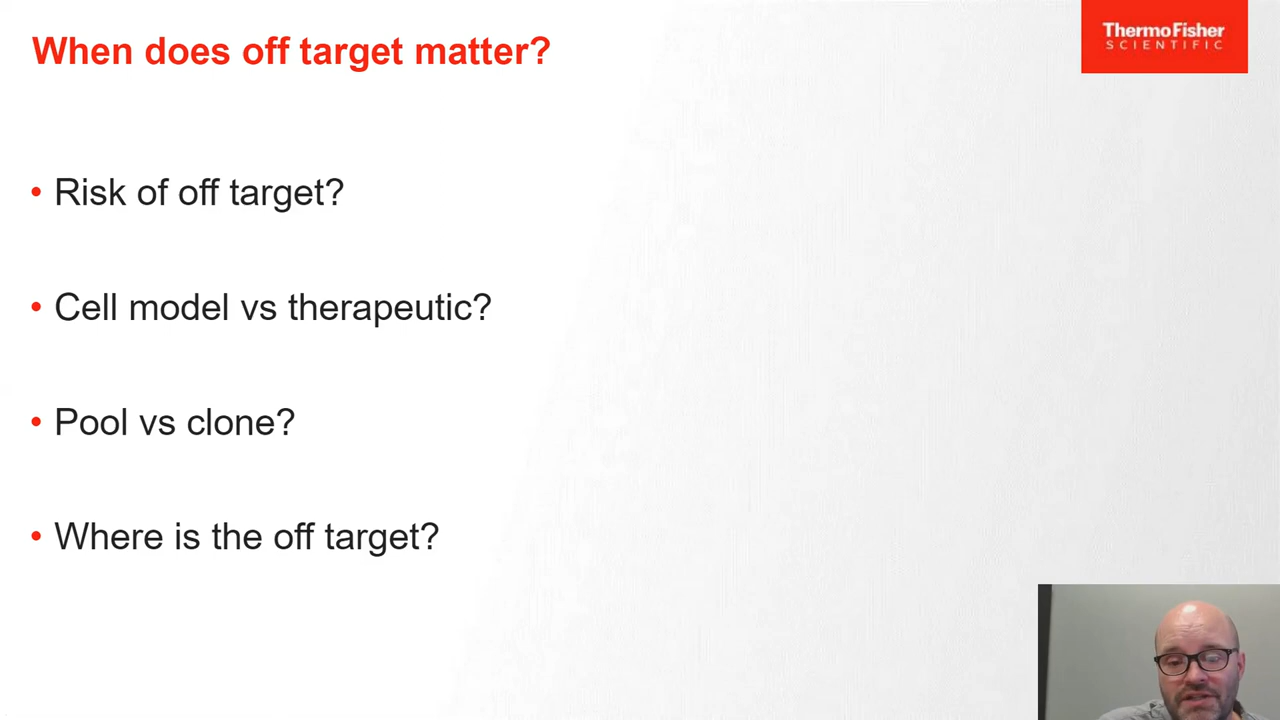 When does off target matter?
ThermoFisher
SCIENTIFIC
• Risk of off target?
• Cell model vs therapeutic?
• Pool vs clone?
• Where is the off target?